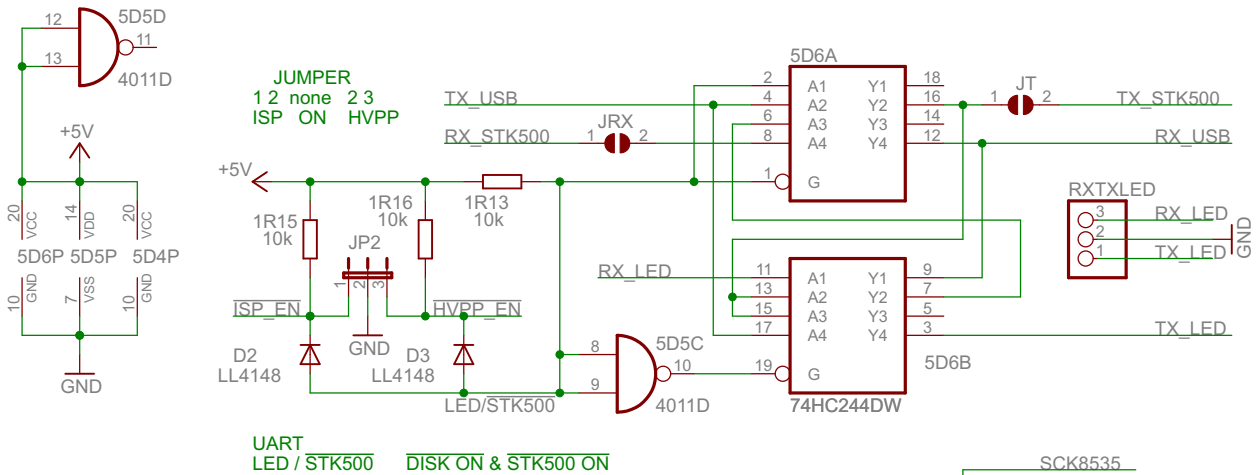 12
5D5D
11
13
4011D
+5V
20
VCC
14
VDD
20
VCC
5D6P
5D5P
5D4P
10
GND
7
VSS
10
GND
GND
JUMPER
1 2 none 2 3
ISP ON HVPP
TX_USB
RX_STK500
JRX
1
2
5D6A
2
A1
Y1
18
4
A2
Y2
16
6
A3
Y3
14
8
A4
Y4
12
1
G
JT
1
2
TX_STK500
RX_USB
+5V
1R15
10k
1R16
10k
1R13
10k
JP2
1
2
3
ISP_EN
HVPP_EN
GND
D2
LL4148
D3
LL4148
LED/STK500
8
9
5D5C
10
4011D
RX_LED
11
A1
Y1
9
13
A2
Y2
7
15
A3
Y3
5
17
A4
Y4
3
19
G
5D6B
74HC244DW
TX_LED
RXTXLED
3
RX_LED
2
GND
1
TX_LED
UART
LED / STK500 DISK ON & STK500 ON
SCK8535